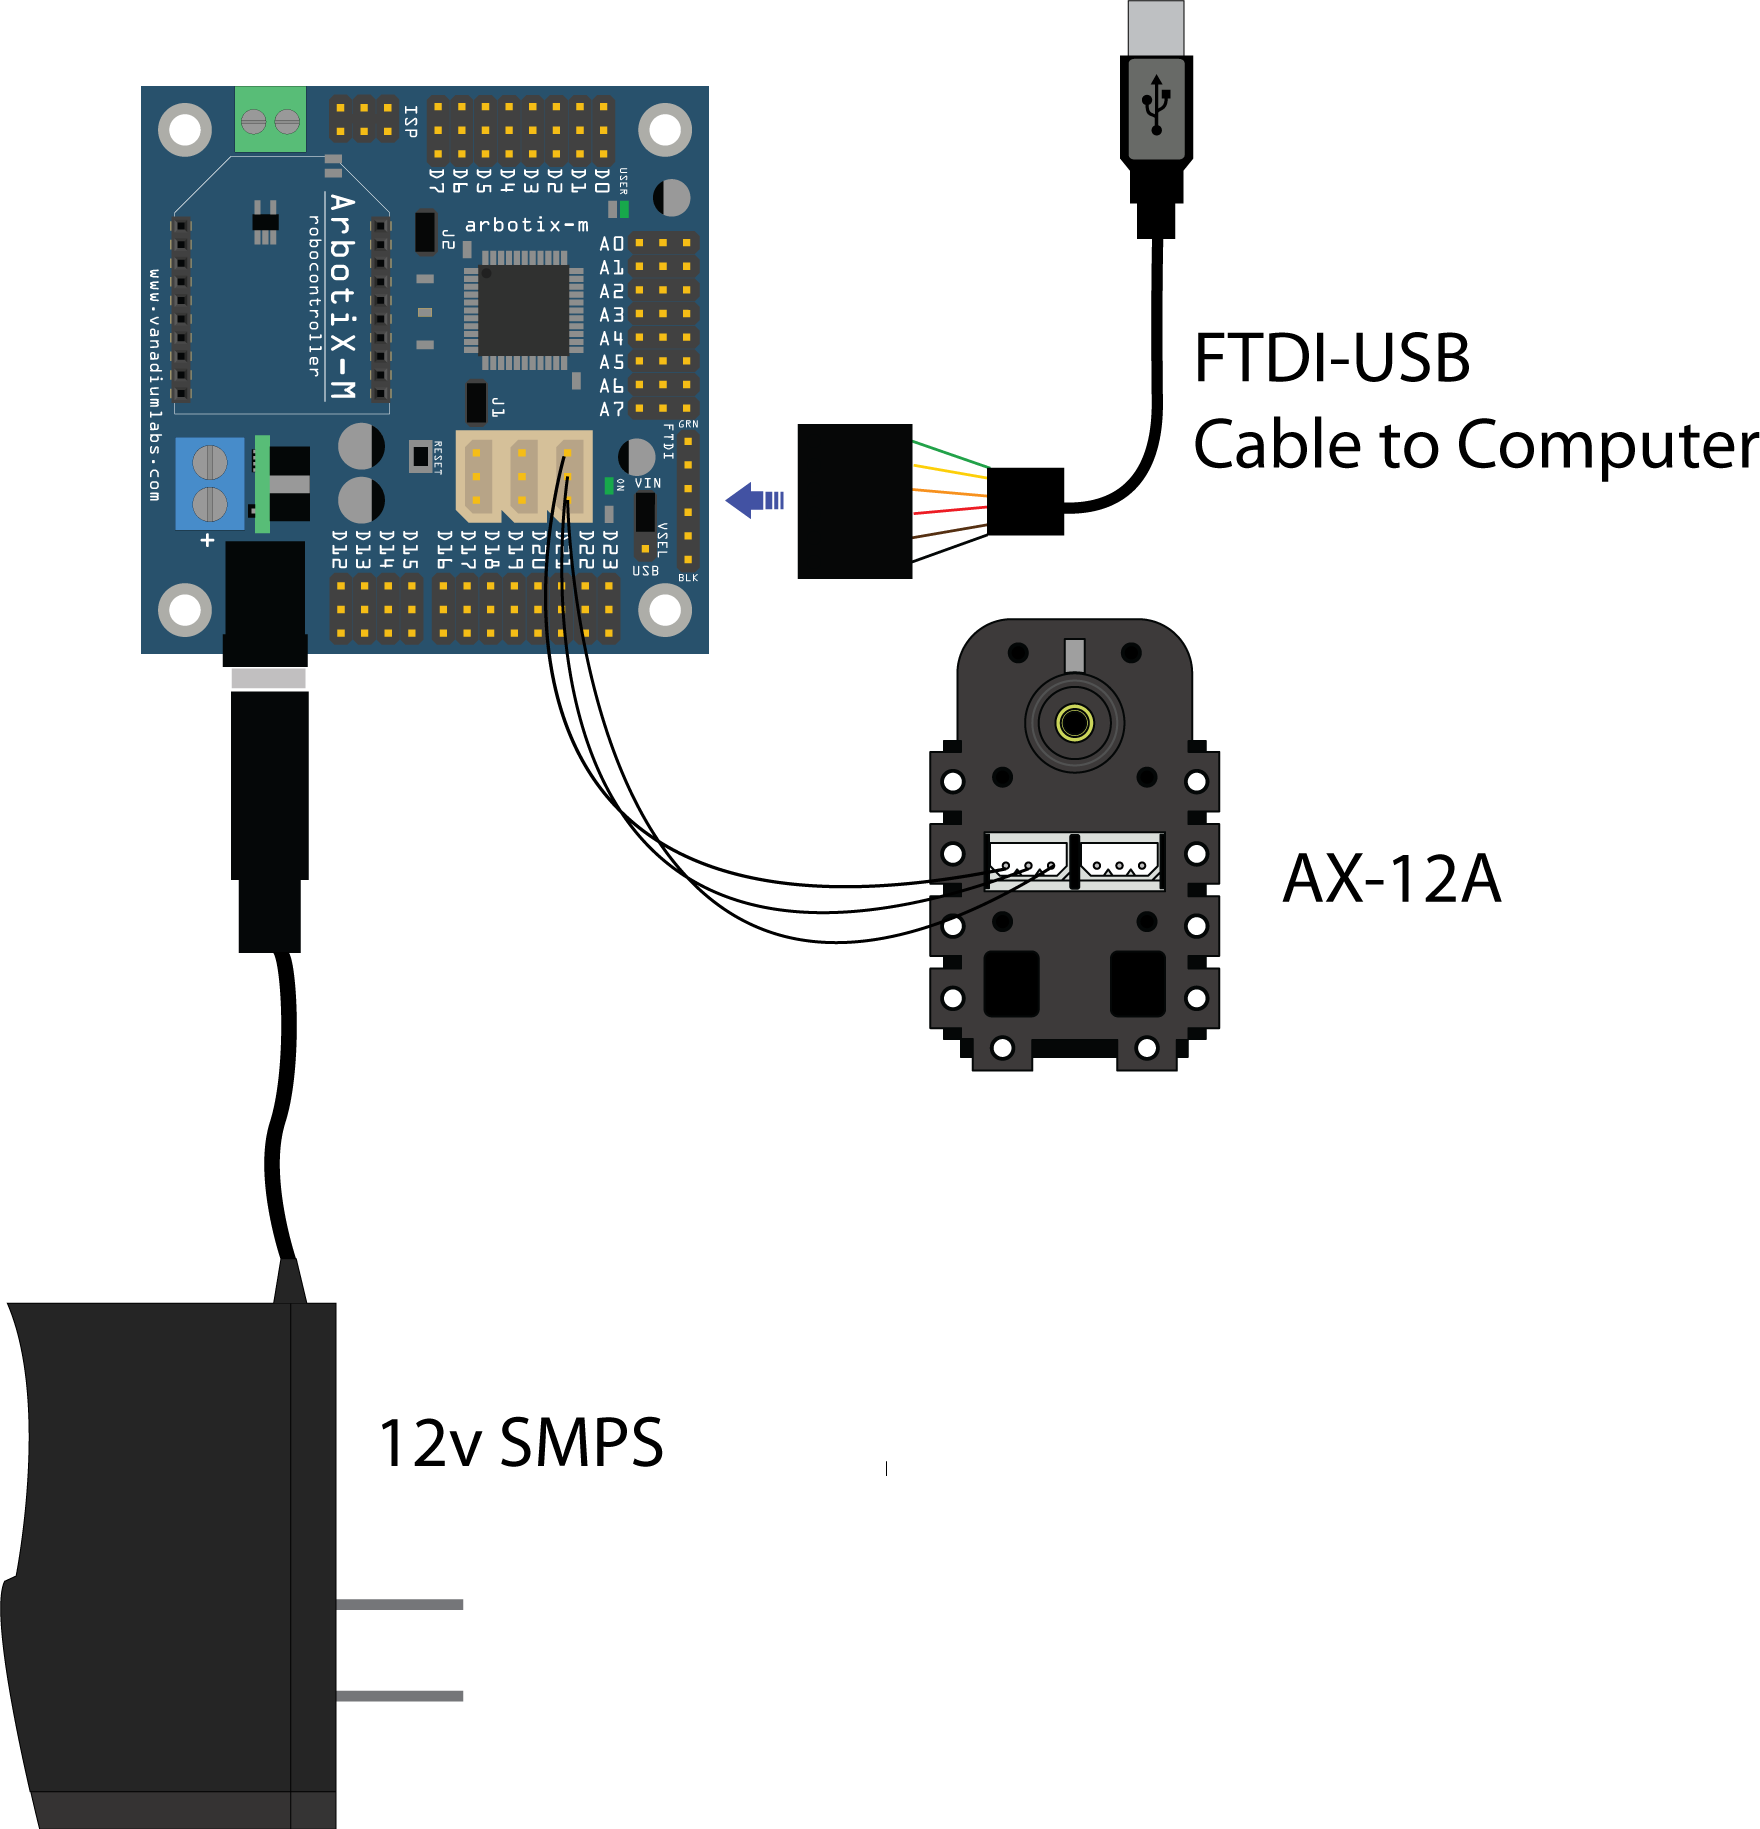 ISP
D7 D6 D5 D4 D3 D2 D1 D0
USER
ArbotiX-M
robocontroller
www.vanadiumlabs.com
J2
arbotix-m
A0
A1
A2
A3
A4
A5
A6
A7
J1
GRN
FTDI
RESET
VIN
ON
VSEL
USB
BLK
+
D12 D13 D14 D15 D16 D17 D18 D19 D20 D21 D22 D23
FTDI-USB
Cable to Computer
AX-12A
12v SMPS